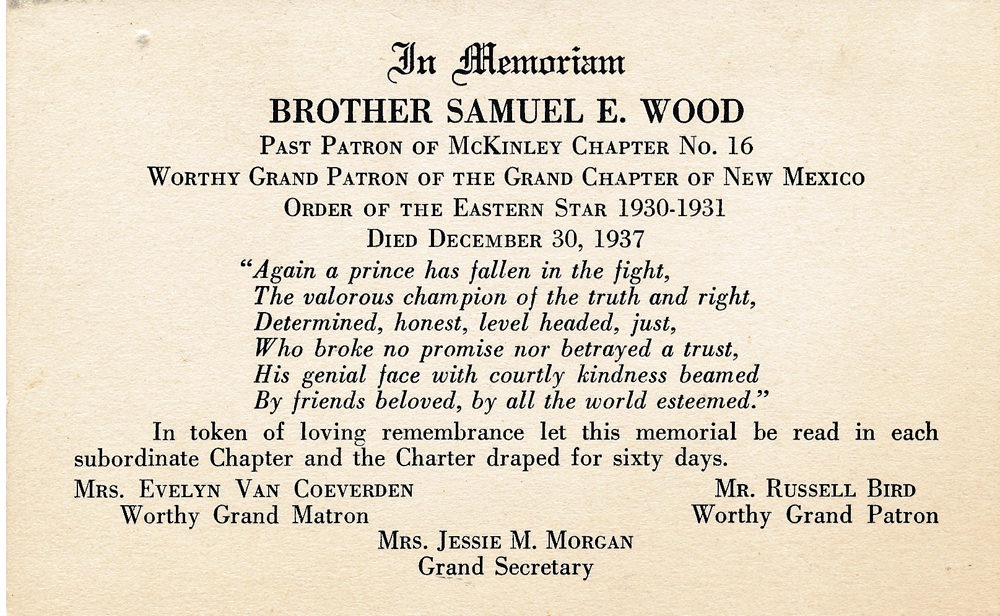 In Memoriam
BROTHER SAMUEL E. WOOD
PAST PATRON OF MCKINLEY CHAPTER NO. 16
WORTHY GRAND PATRON OF THE GRAND CHAPTER OF NEW MEXICO
ORDER OF THE EASTERN STAR 1930-1931
DIED DECEMBER 30, 1937
“Again a prince has fallen in the fight,
The valorous champion of the truth and right,
Determined, honest, level headed, just,
Who broke no promise nor betrayed a trust,
His genial face with courtly kindness beamed
By friends beloved, by all the world esteemed.”
In token of loving remembrance let this memorial be read in each
subordinate Chapter and the Charter draped for sixty days.
MRS. EVELYN VAN COEVERDEN
Worthy Grand Matron
MR. RUSSELL BIRD
Worthy Grand Patron
MRS. JESSIE M. MORGAN
Grand Secretary